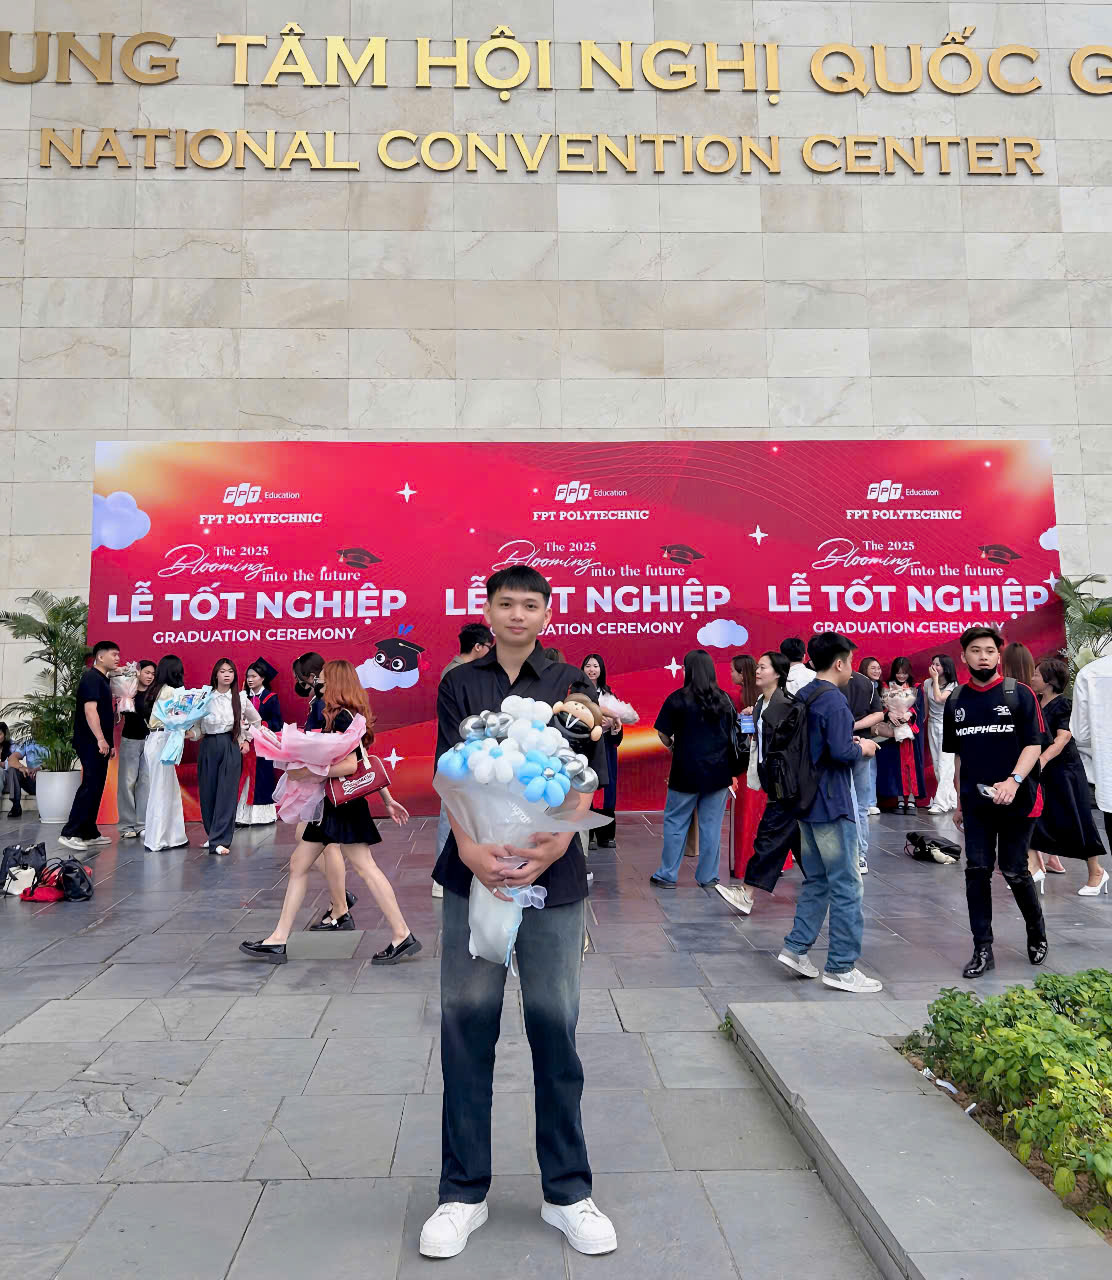 UNG TÂM HỘI NGHỊ QUỐC G
NATIONAL CONVENTION CENTER
FPT Education
FPT POLYTECHNIC
The 2025
Blooming into the future
LỄ TỐT NGHIỆP
GRADUATION CEREMONY
FPT Education
FPT POLYTECHNIC
The 2025
Blooming into the future
LỄ T NGHIỆP
ATION CEREMONY
FPT Education
FPT POLYTECHNIC
The 2025
Blooming into the future
LỄ TỐT NGHIỆP
GRADUATION CEREMONY
MORPHEUS